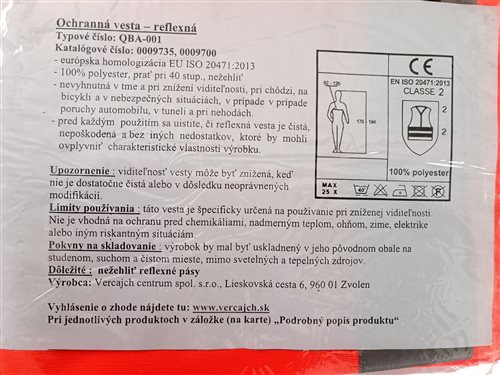 Ochranná vesta – reflexná
Typové číslo: QBA-001
Katalógové číslo: 0009735, 0009700
- európska homologizácia EU ISO 20471:2013
- 100% polyester, prať pri 40 stup., nežehliť
- nevyhnutná v tme a pri znížení viditeľnosti, pri chôdzi, na
bicykli a v nebezpečných situáciách, v prípade v prípade
poruchy automobilu, v tuneli a pri nehodách.
- pred každým použitím sa uistite, či reflexná vesta je čistá,
nepoškodená a bez iných nedostatkov, ktoré by mohli
ovplyvniť charakteristické vlastnosti výrobku.
CE
92 - 120
170 - 194
EN ISO 20471:2013
CLASSE 2
2
2
100% polyester
MAX
25 X
40°
Upozornenie : viditeľnosť vesty môže byť znížená, keď
nie je dostatočne čistá alebo v dôsledku neoprávnených
modifikácií.
Limity používania : táto vesta je špecificky určená na používanie pri zníženej viditeľnosti.
Nie je vhodná na ochranu pred chemikáliami, nadmerným teplom, ohňom, zime, elektrike
alebo iným riskantným situáciám
Pokyny na skladovanie : výrobok by mal byť uskladnený v jeho pôvodnom obale na
studenom, suchom a čistom mieste, mimo svetelných a tepelných zdrojov.
Dôležité : nežehliť reflexné pásy
Výrobca: Vercajch centrum spol. s.r.o., Lieskovská cesta 6, 960 01 Zvolen
Vyhlásenie o zhode nájdete tu: www.vercajch.sk
Pri jednotlivých produktoch v záložke (na karte) „Podrobný popis produktu“